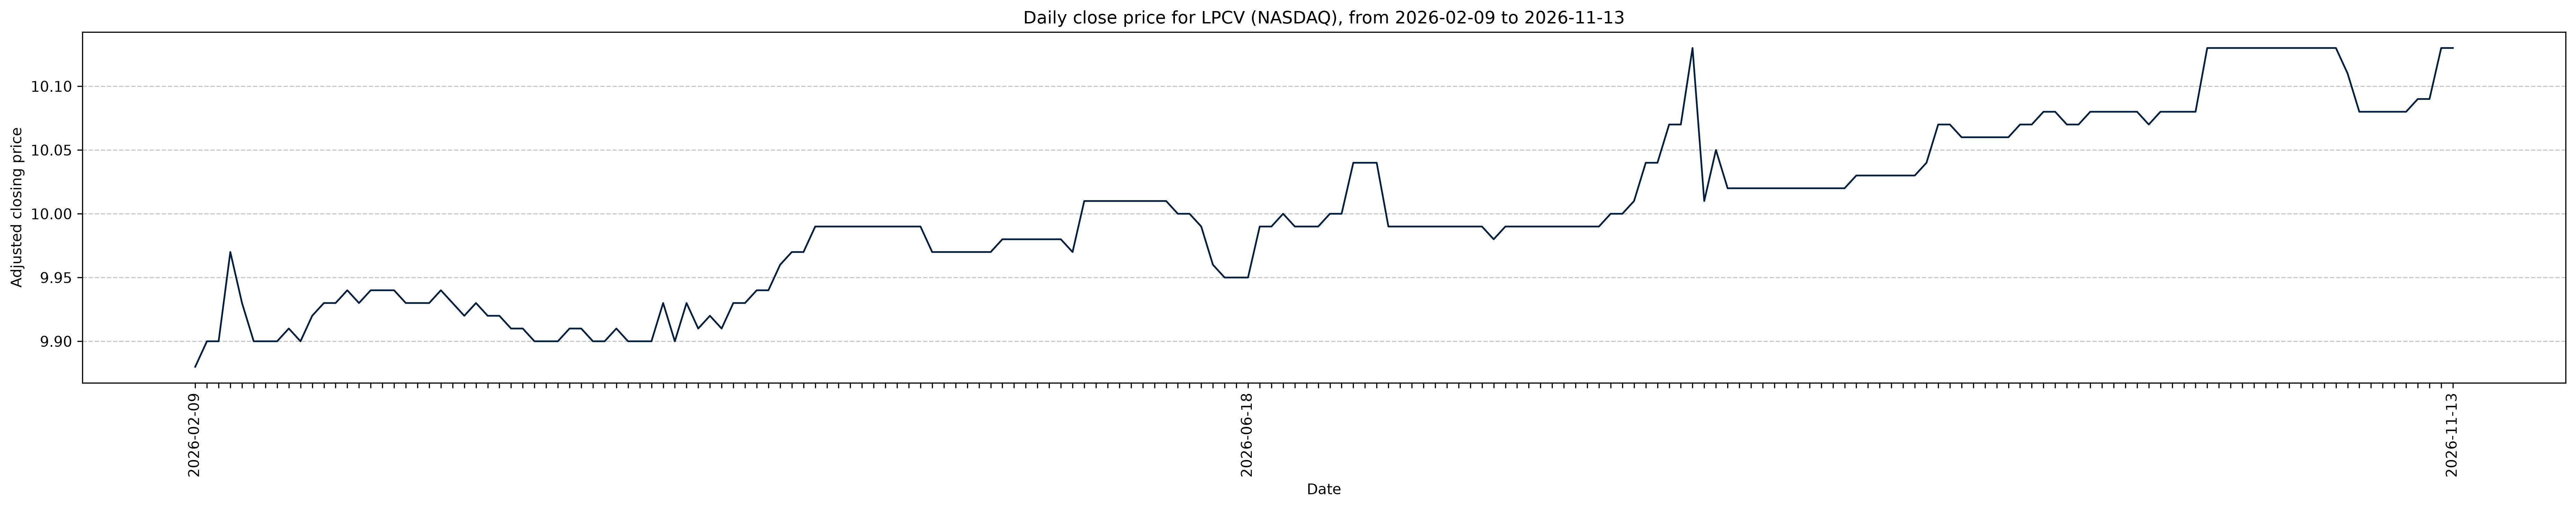 Daily close price for LPCV (NASDAQ), from 2026-02-09 to 2026-11-13
Adjusted closing price
10.10
10.05
10.00
9.95
9.90
2026-02-09
2026-06-18
2026-11-13
Date